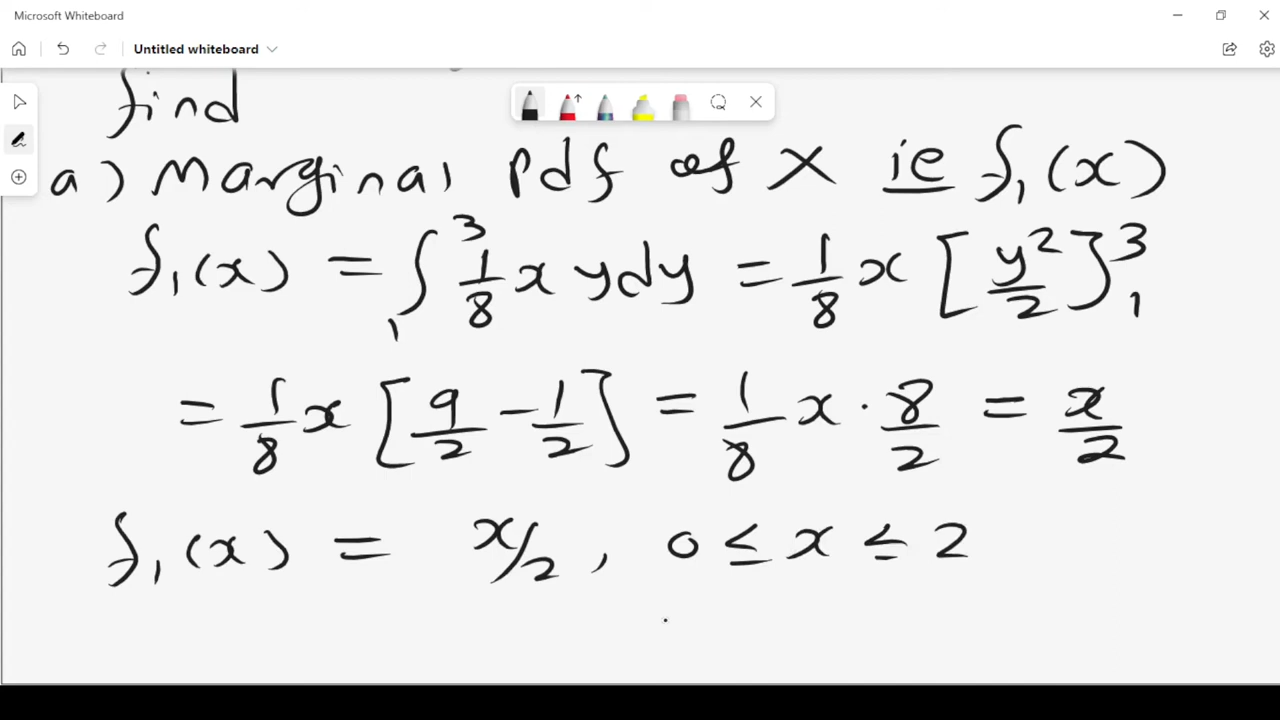 Microsoft Whiteboard
Untitled whiteboard
find
a) Marginal pdf of X ie f₁(x)
f₁(x) = ∫₁³ 1/8 x y dy = 1/8 x [y²/2]₁³
= 1/8 x [9/2 − 1/2] = 1/8 x · 8/2 = x/2
f₁(x) = x/2, 0 ≤ x ≤ 2